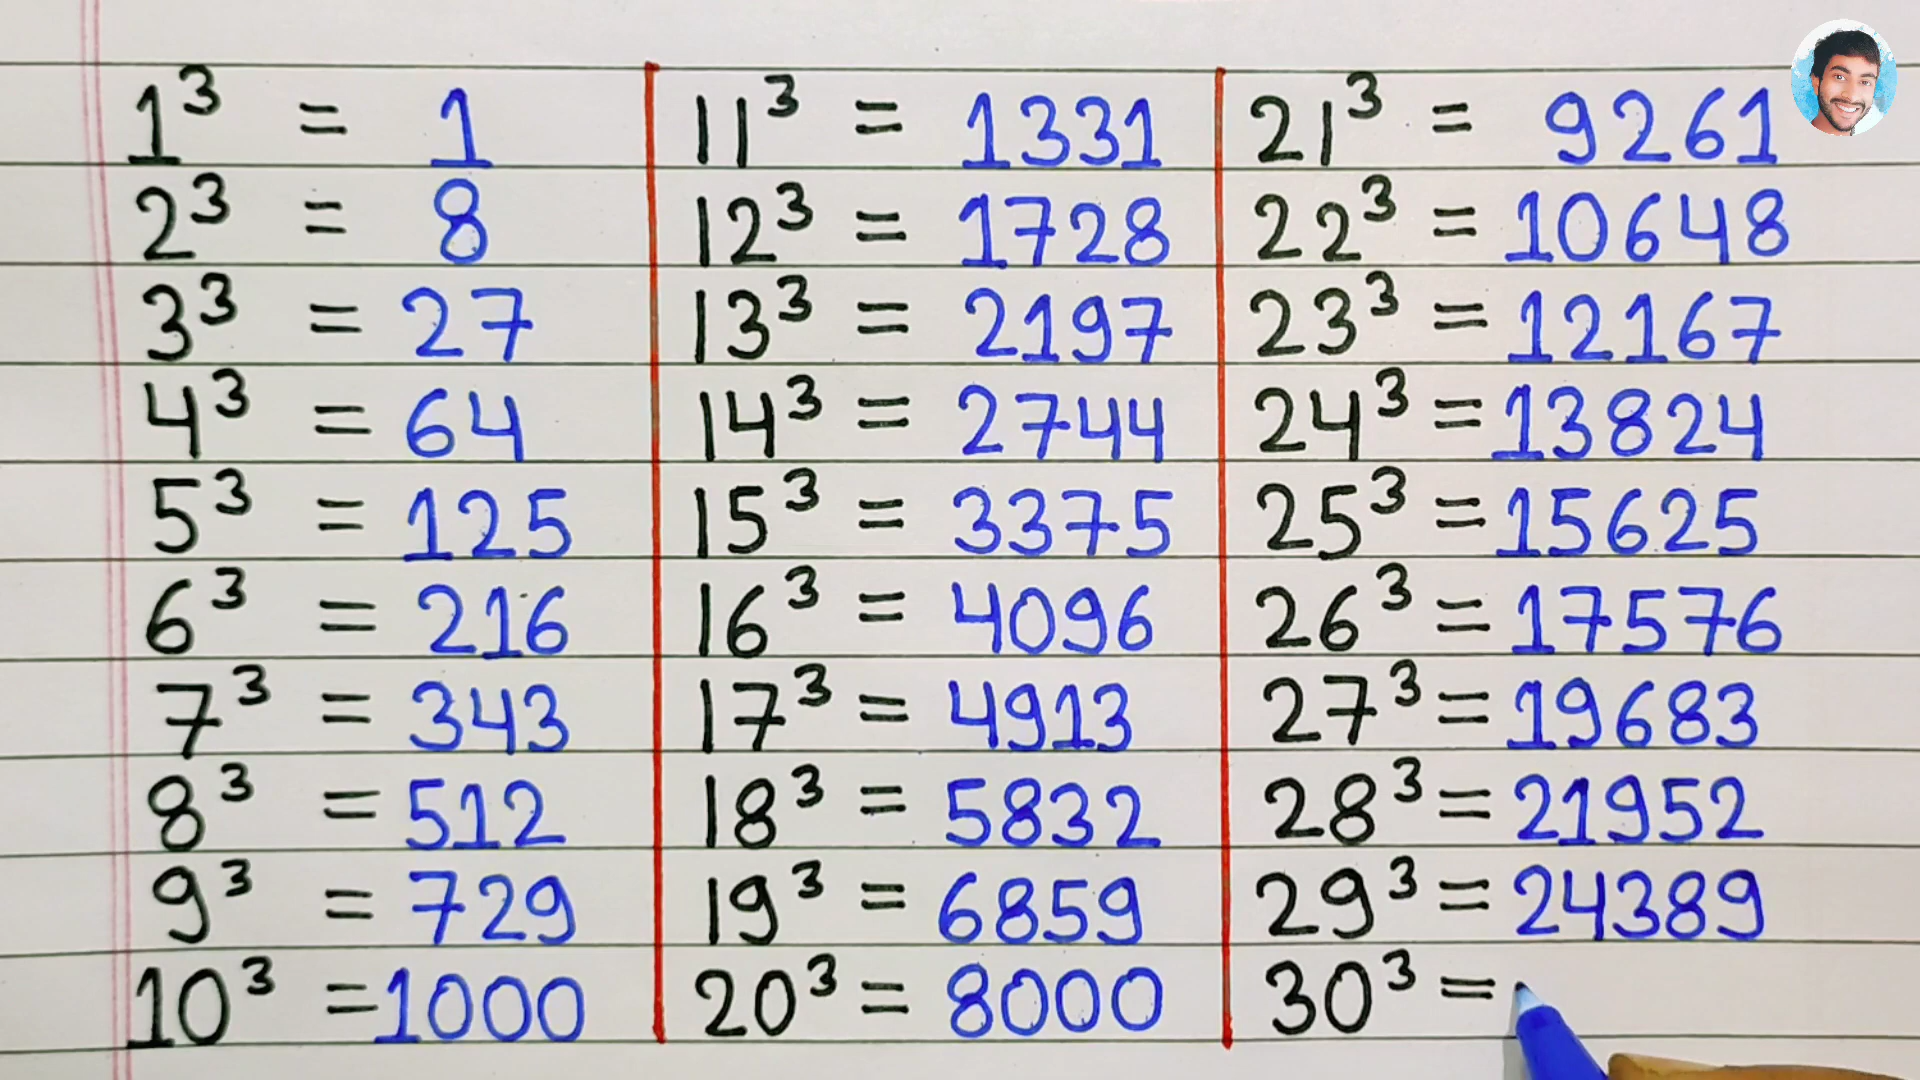 1³ = 1
2³ = 8
3³ = 27
4³ = 64
5³ = 125
6³ = 216
7³ = 343
8³ = 512
9³ = 729
10³ = 1000
11³ = 1331
12³ = 1728
13³ = 2197
14³ = 2744
15³ = 3375
16³ = 4096
17³ = 4913
18³ = 5832
19³ = 6859
20³ = 8000
21³ = 9261
22³ = 10648
23³ = 12167
24³ = 13824
25³ = 15625
26³ = 17576
27³ = 19683
28³ = 21952
29³ = 24389
30³ =